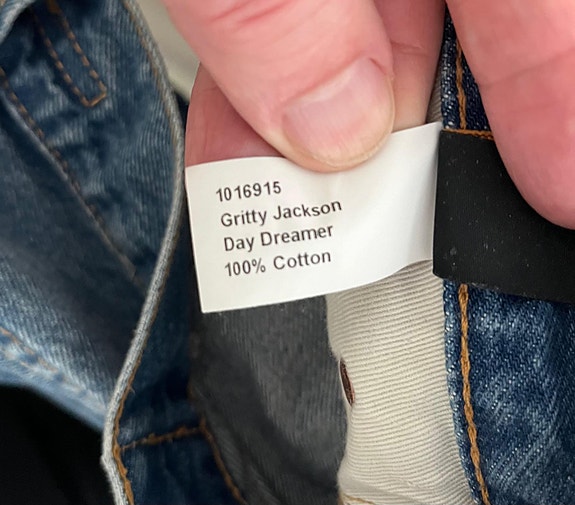 1016915
Gritty Jackson
Day Dreamer
100% Cotton